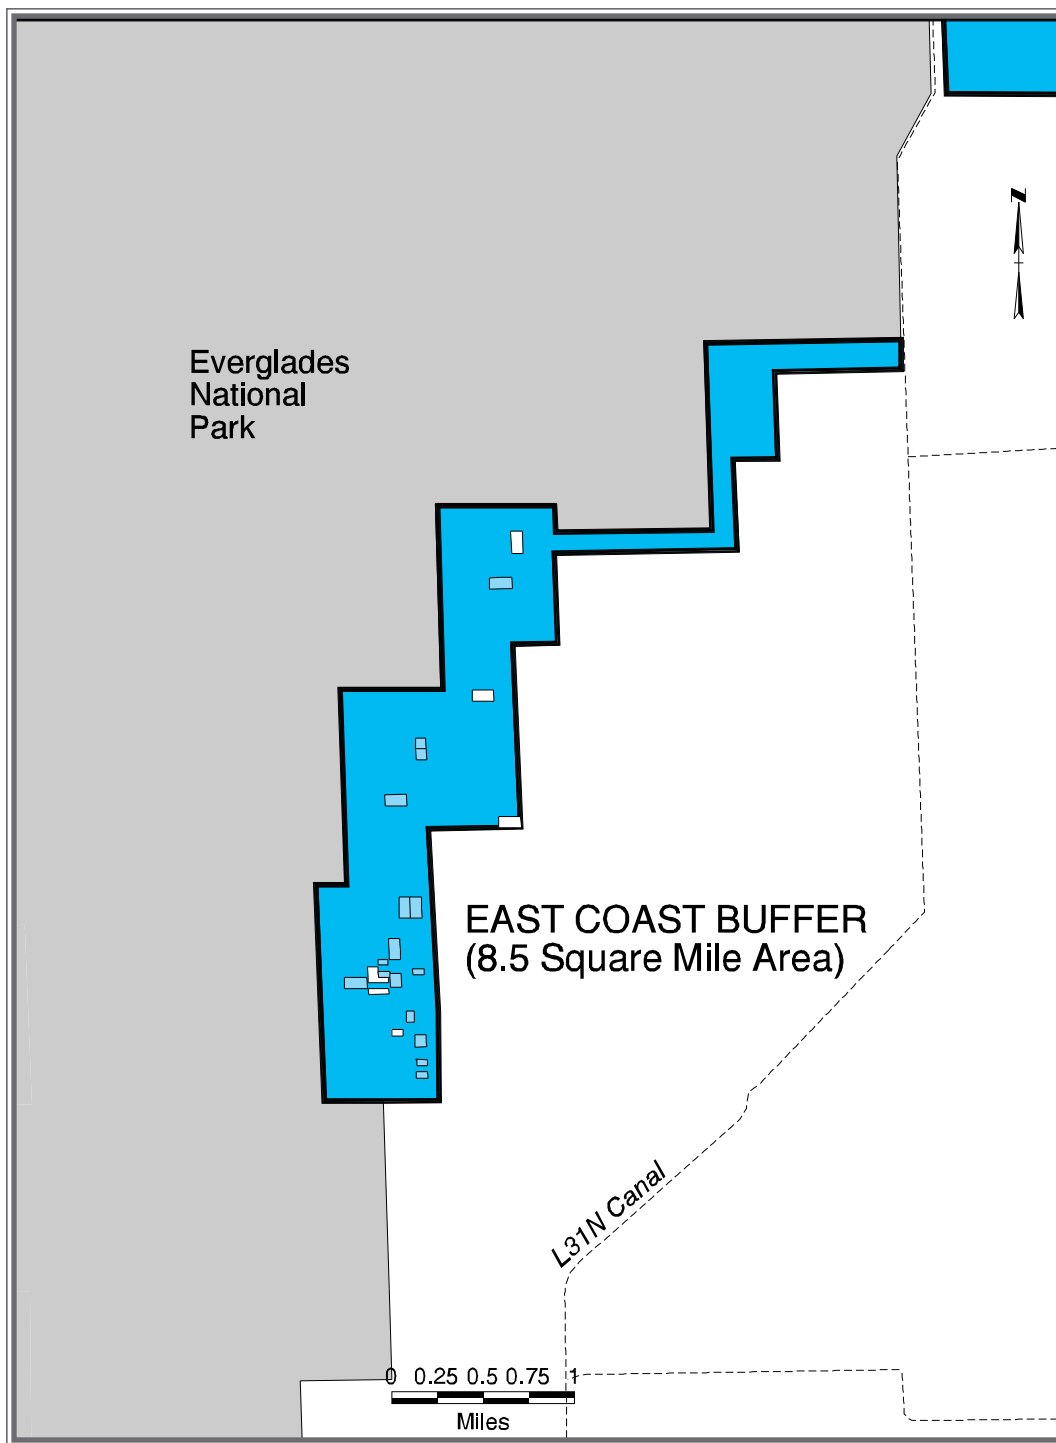 N
Everglades
National
Park
EAST COAST BUFFER
(8.5 Square Mile Area)
L31N Canal
0 0.25 0.5 0.75 1
Miles